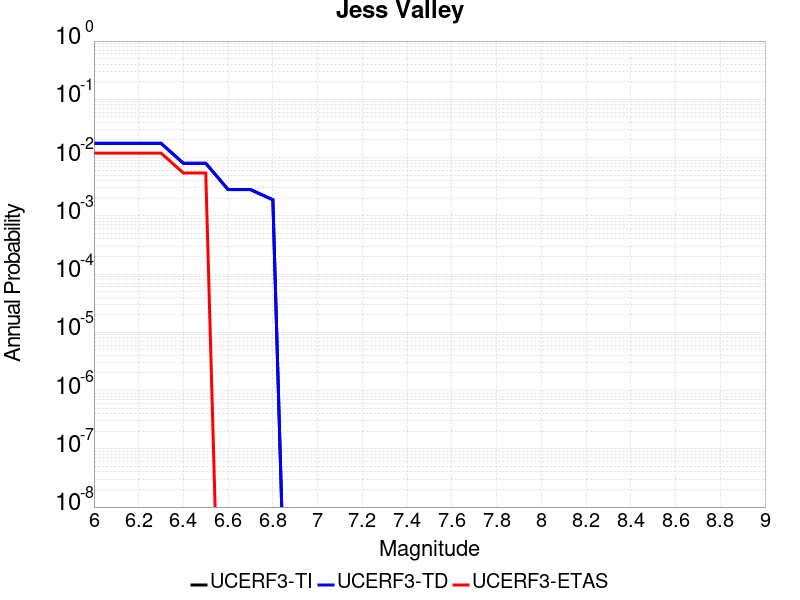 Jess Valley
Annual Probability
10^0
10^-1
10^-2
10^-3
10^-4
10^-5
10^-6
10^-7
10^-8
6 6.2 6.4 6.6 6.8 7 7.2 7.4 7.6 7.8 8 8.2 8.4 8.6 8.8 9
Magnitude
UCERF3-TI UCERF3-TD UCERF3-ETAS